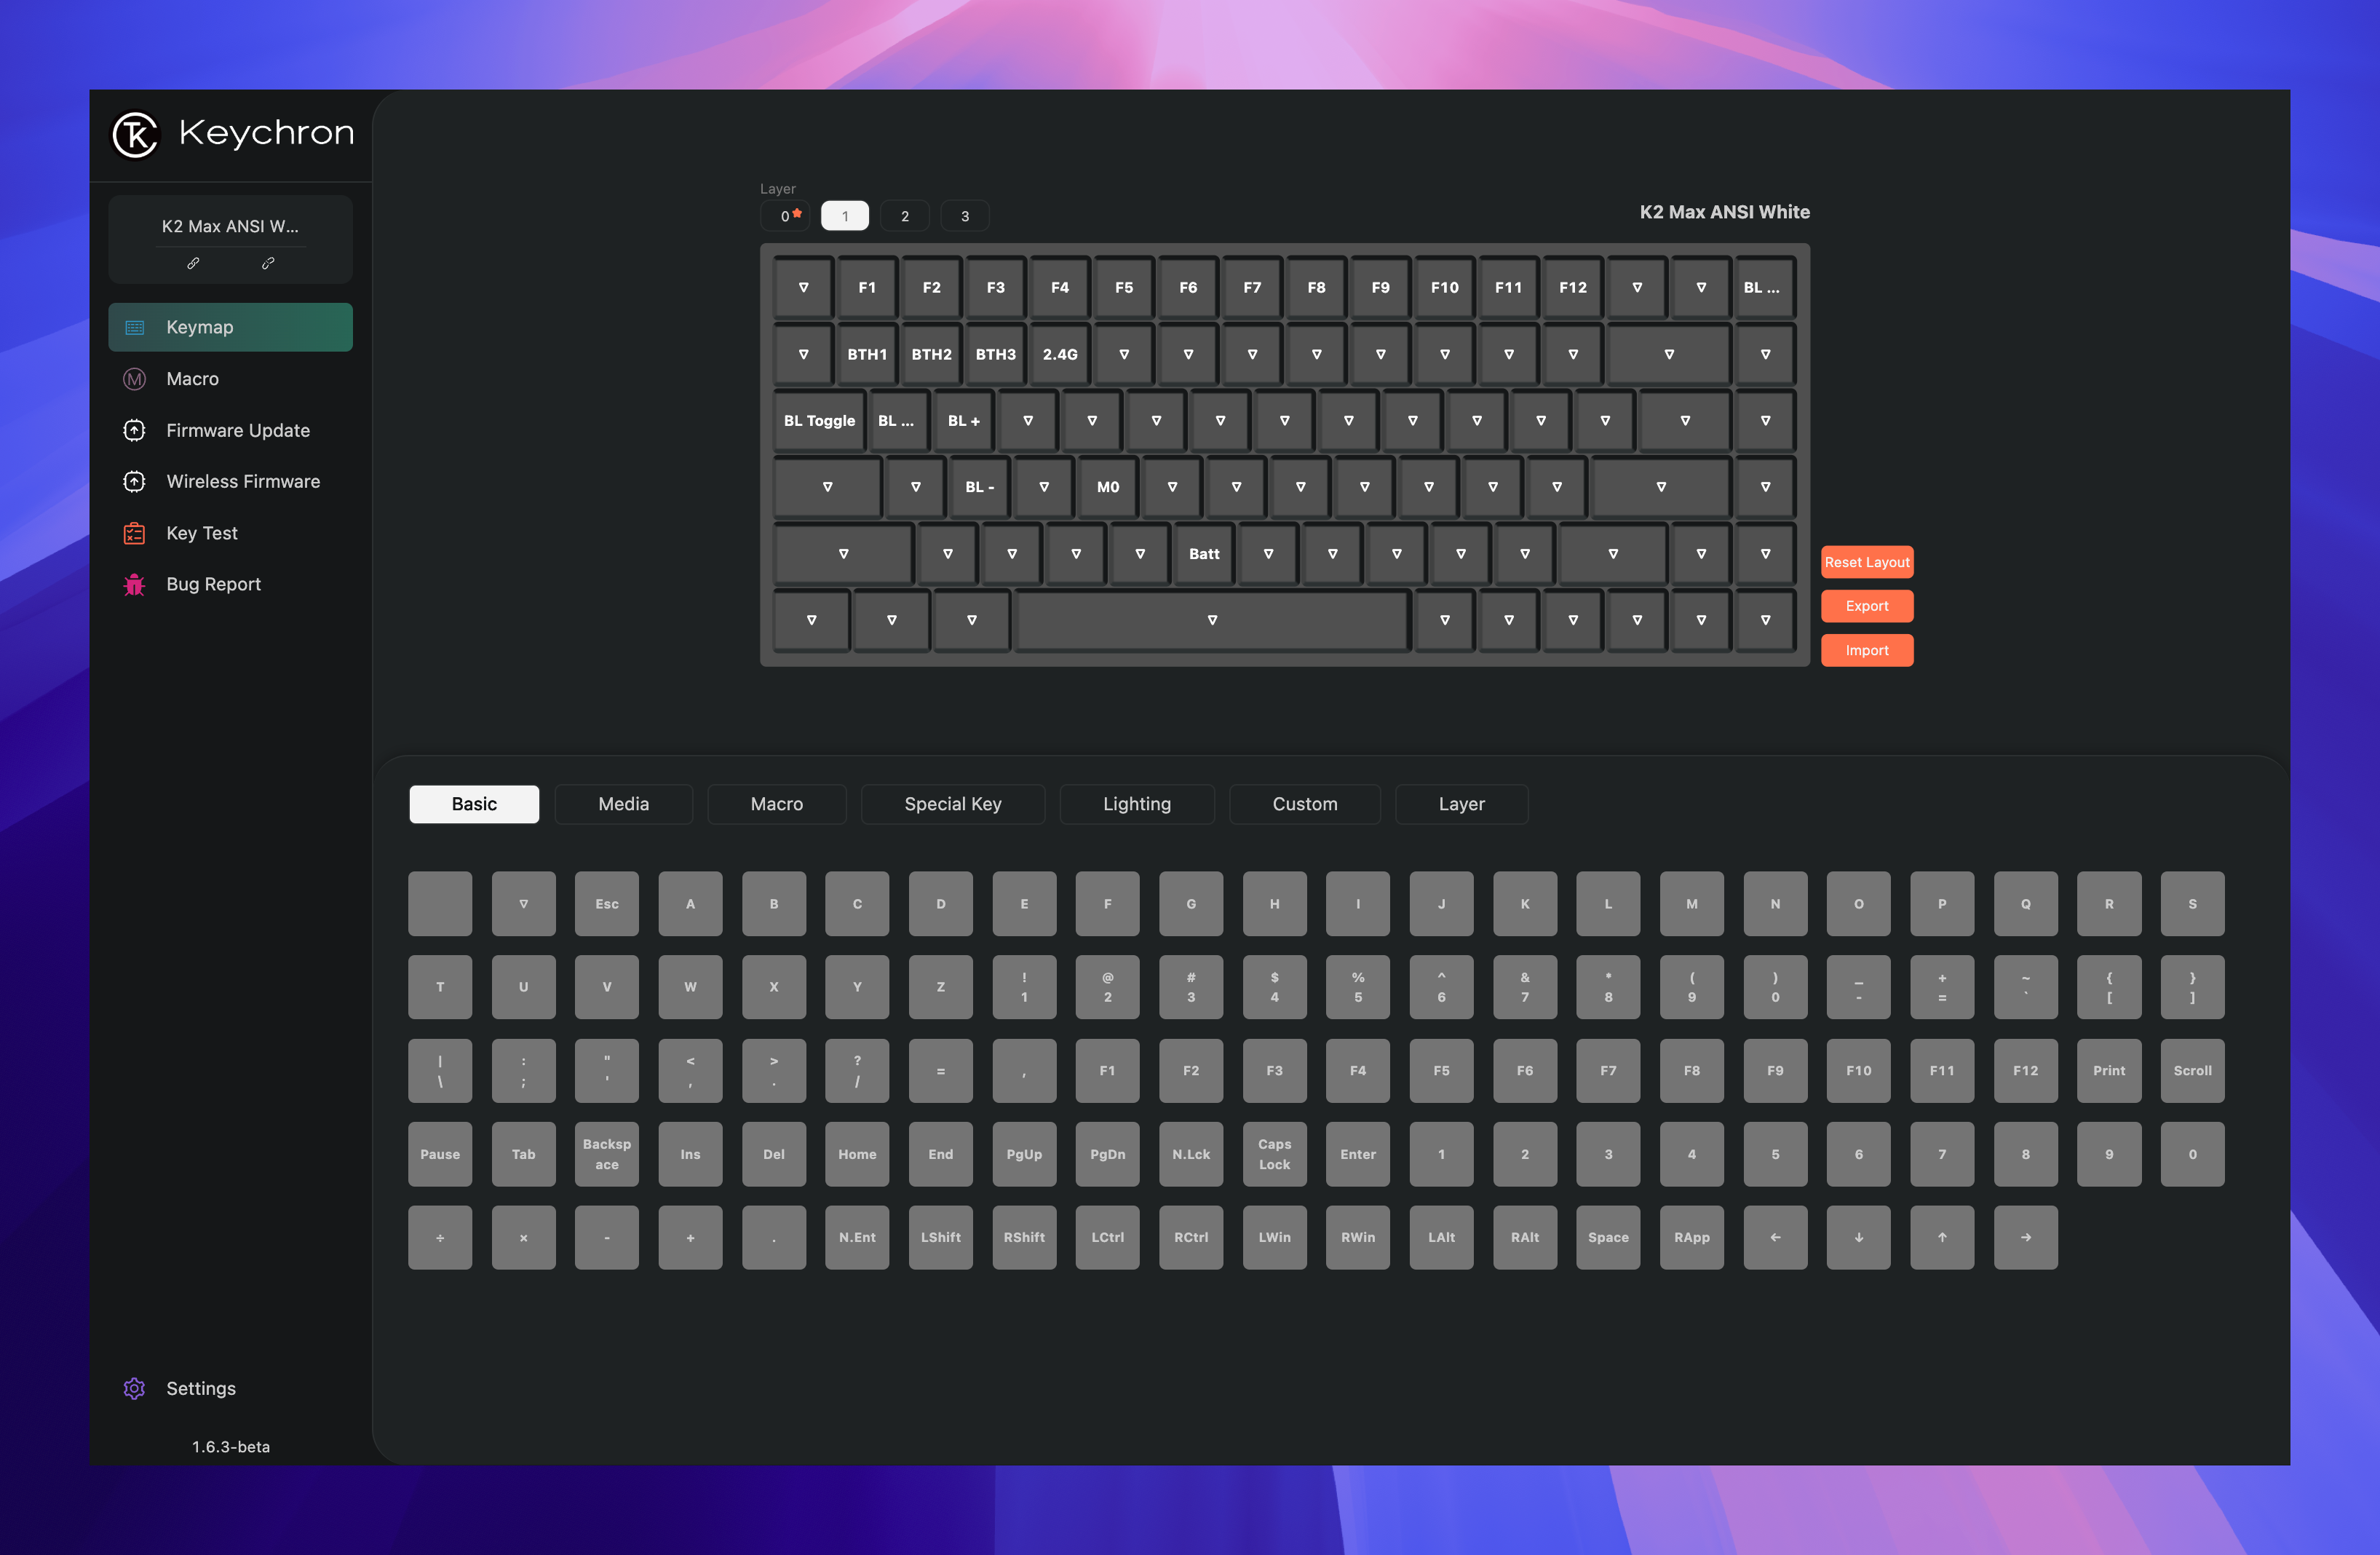 Keychron
K2 Max ANSI W...
Keymap
Macro
Firmware Update
Wireless Firmware
Key Test
Bug Report
Settings
1.6.3-beta
Layer
0 1 2 3
K2 Max ANSI White
▽ F1 F2 F3 F4 F5 F6 F7 F8 F9 F10 F11 F12 ▽ ▽ BL ...
▽ BTH1 BTH2 BTH3 2.4G ▽ ▽ ▽ ▽ ▽ ▽ ▽ ▽ ▽ ▽
BL Toggle BL ... BL + ▽ ▽ ▽ ▽ ▽ ▽ ▽ ▽ ▽ ▽ ▽ ▽
▽ ▽ BL - ▽ M0 ▽ ▽ ▽ ▽ ▽ ▽ ▽ ▽ ▽
▽ ▽ ▽ ▽ ▽ Batt ▽ ▽ ▽ ▽ ▽ ▽ ▽ ▽
▽ ▽ ▽ ▽ ▽ ▽ ▽ ▽ ▽ ▽
Reset Layout
Export
Import
Basic Media Macro Special Key Lighting Custom Layer
▽ Esc A B C D E F G H I J K L M N O P Q R S
! @ # $ % ^ & * ( ) _ + ~ { }
T U V W X Y Z 1 2 3 4 5 6 7 8 9 0 - = ` [ ]
| : " < > ?
\ ; ' , . / = , F1 F2 F3 F4 F5 F6 F7 F8 F9 F10 F11 F12 Print Scroll
Pause Tab Backsp Ins Del Home End PgUp PgDn N.Lck Caps Enter 1 2 3 4 5 6 7 8 9 0
ace Lock
÷ × - + . N.Ent LShift RShift LCtrl RCtrl LWin RWin LAlt RAlt Space RApp ← ↓ ↑ →